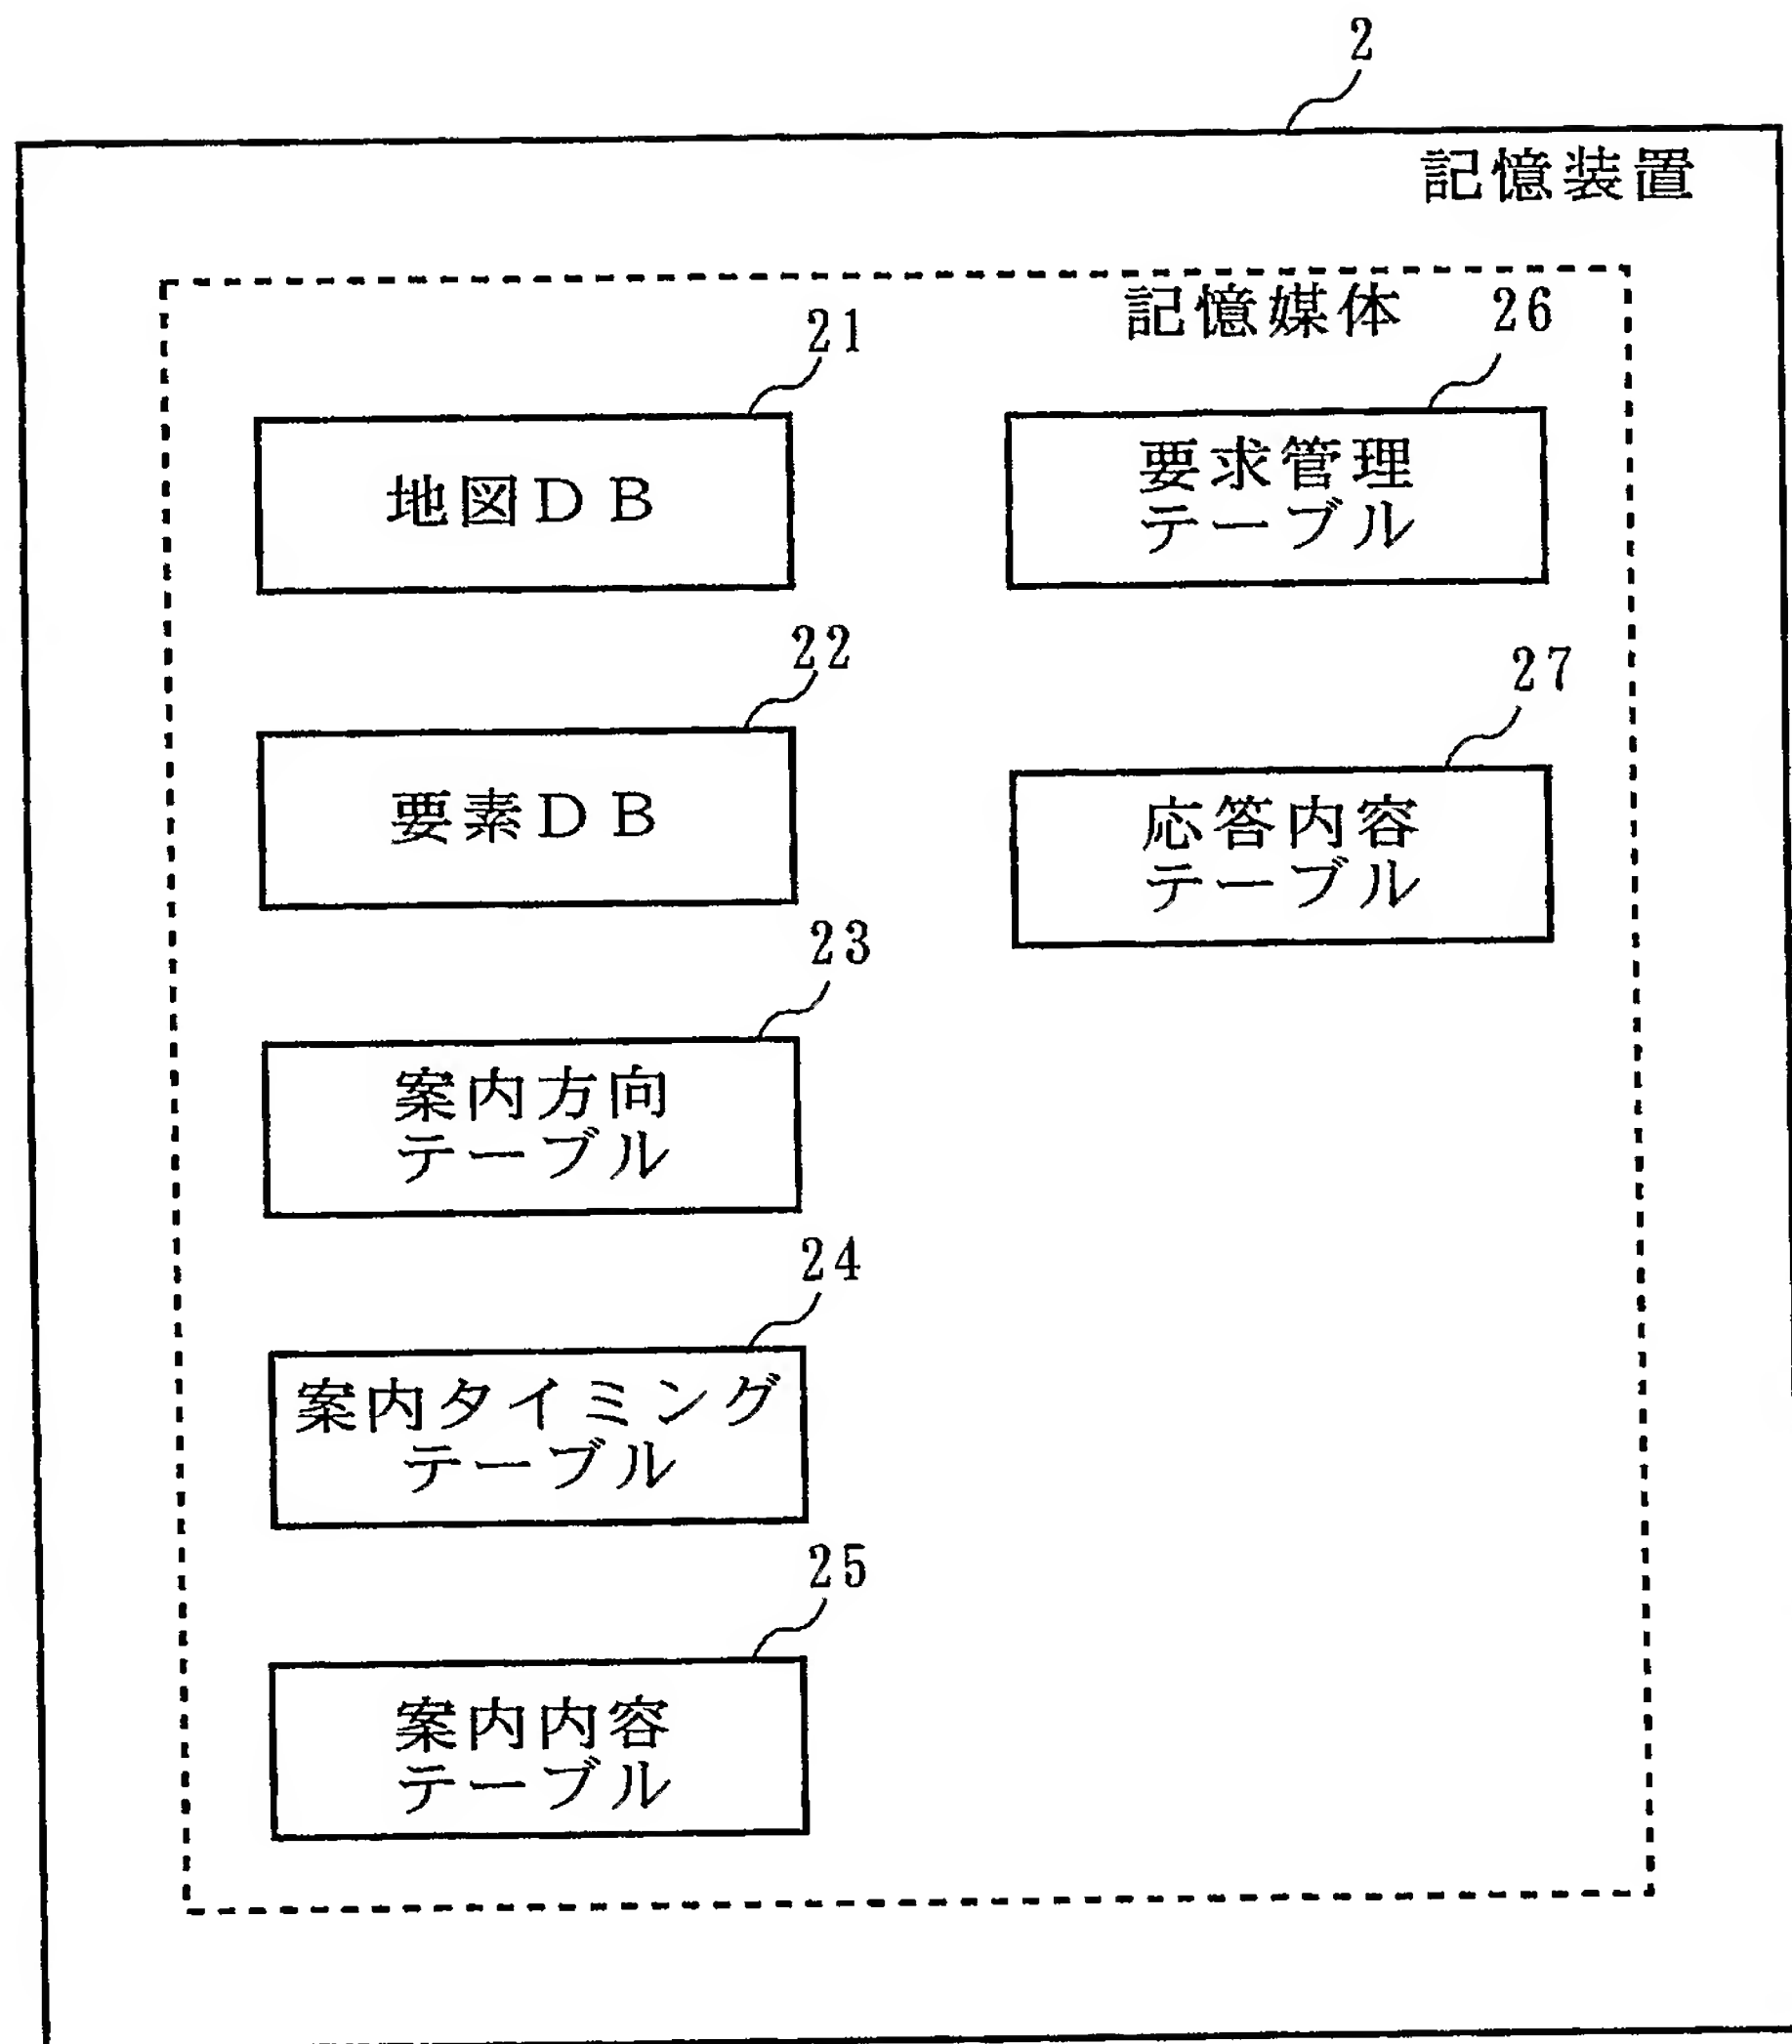 2
記憶装置
記憶媒体
21
地図DB
22
要素DB
23
案内方向
テーブル
24
案内タイミング
テーブル
25
案内内容
テーブル
26
要求管理
テーブル
27
応答内容
テーブル